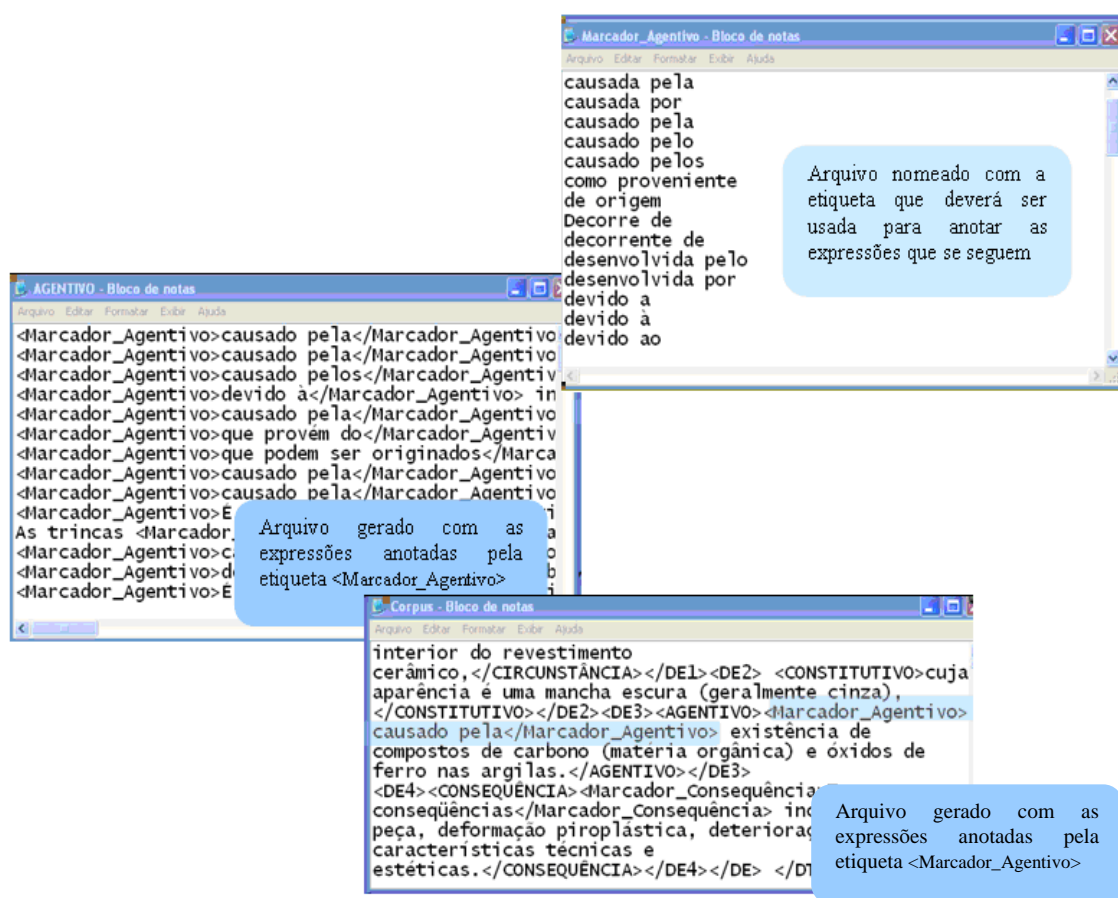 Marcador_Agentivo - Bloco de notas
Arquivo Editar Formatar Exibir Ajuda
causada pela
causada por
causado pela
causado pelo
causado pelos
como proveniente
de origem
Decorre de
decorrente de
desenvolvida pelo
desenvolvida por
devido a
devido à
devido ao
Arquivo nomeado com a
etiqueta que deverá ser
usada para anotar as
expressões que se seguem
AGENTIVO - Bloco de notas
Arquivo Editar Formatar Exibir Ajuda
<Marcador_Agentivo>causado pela</Marcador_Agentivo
<Marcador_Agentivo>causado pela</Marcador_Agentivo
<Marcador_Agentivo>causado pelos</Marcador_Agentiv
<Marcador_Agentivo>devido à</Marcador_Agentivo> in
<Marcador_Agentivo>causado pela</Marcador_Agentivo
<Marcador_Agentivo>que provém do</Marcador_Agentiv
<Marcador_Agentivo>que podem ser originados</Marca
<Marcador_Agentivo>causado pela</Marcador_Agentivo
<Marcador_Agentivo>causado pela</Marcador_Agentivo
<Marcador_Agentivo>É
As trincas <Marcador_
<Marcador_Agentivo>c
<Marcador_Agentivo>d
<Marcador_Agentivo>É
Arquivo gerado com as
expressões anotadas pela
etiqueta <Marcador_Agentivo>
Corpus - Bloco de notas
Arquivo Editar Formatar Exibir Ajuda
interior do revestimento
cerâmico,</CIRCUNSTÂNCIA></DE1><DE2> <CONSTITUTIVO>cuja
aparência é uma mancha escura (geralmente cinza),
</CONSTITUTIVO></DE2><DE3><AGENTIVO><Marcador_Agentivo>
causado pela</Marcador_Agentivo> existência de
compostos de carbono (matéria orgânica) e óxidos de
ferro nas argilas.</AGENTIVO></DE3>
<DE4><CONSEQUÊNCIA><Marcador_Consequência
conseqüências</Marcador_Consequência> inc
peça, deformação piroplástica, deterioraç
características técnicas e
estéticas.</CONSEQUÊNCIA></DE4></DE> </DT
Arquivo gerado com as
expressões anotadas pela
etiqueta <Marcador_Agentivo>